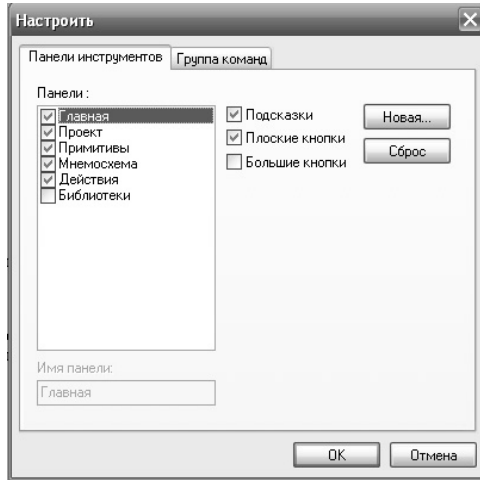 Настроить
Панели инструментов
Группа команд
Панели:
Главная
Проект
Примитивы
Мнемосхема
Действия
Библиотеки
Подсказки
Плоские кнопки
Большие кнопки
Новая...
Сброс
Имя панели:
Главная
OK
Отмена